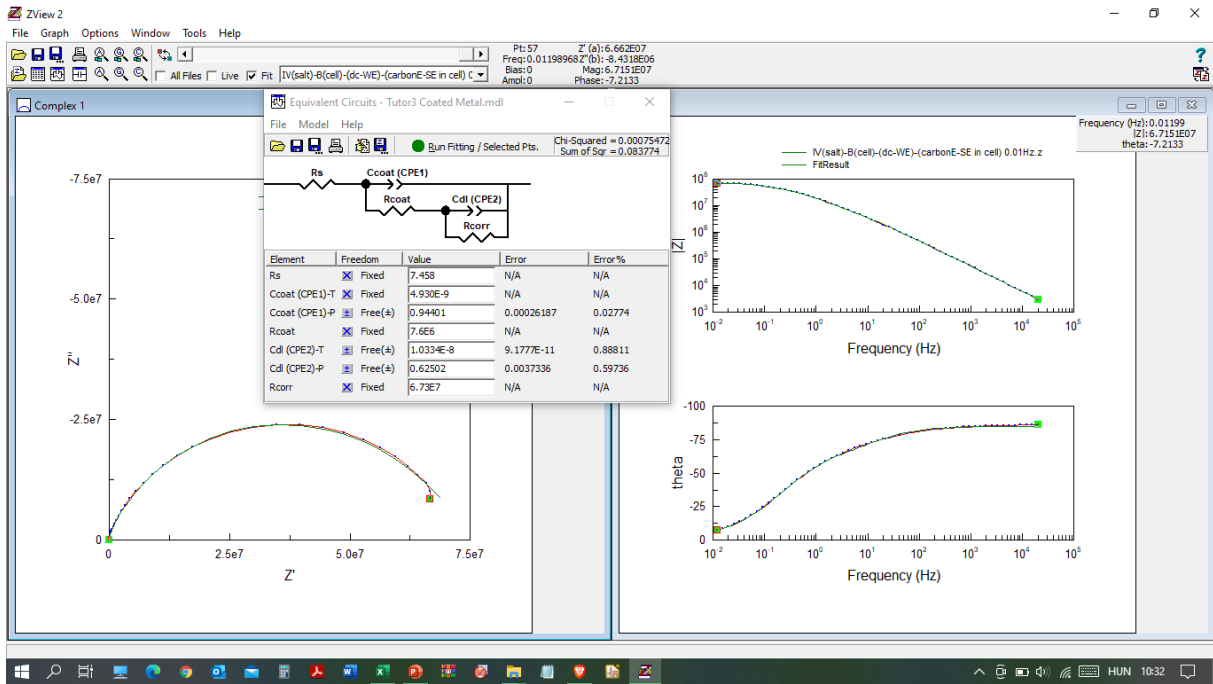 ZView 2
File Graph Options Window Tools Help
All Files Live Fit IV(salt)-B(cell)-(dc-WE)-(carbonE-SE in cell) 0
Pt:57 Z' (a):6.662E07
Freq:0.01198968 Z''(b):-8.4318E06
Bias:0 Mag:6.7151E07
Ampl:0 Phase:-7.2133
Complex 1
Equivalent Circuits - Tutor3 Coated Metal.mdl
File Model Help
Run Fitting / Selected Pts.
Chi-Squared = 0.00075472
Sum of Sqr = 0.083774
Rs Ccoat (CPE1)
Rcoat Cdl (CPE2)
Rcorr
Element Freedom Value Error Error%
Rs Fixed 7.458 N/A N/A
Ccoat (CPE1)-T Fixed 4.930E-9 N/A N/A
Ccoat (CPE1)-P Free(±) 0.94401 0.00026187 0.02774
Rcoat Fixed 7.6E6 N/A N/A
Cdl (CPE2)-T Free(±) 1.0334E-8 9.1777E-11 0.88811
Cdl (CPE2)-P Free(±) 0.62502 0.0037336 0.59736
Rcorr Fixed 6.73E7 N/A N/A
-7.5e7
-5.0e7
-2.5e7
0
Z''
0 2.5e7 5.0e7 7.5e7
Z'
Frequency (Hz):0.01199
|Z|:6.7151E07
theta:-7.2133
IV(salt)-B(cell)-(dc-WE)-(carbonE-SE in cell) 0.01Hz.z
FitResult
10^8
10^7
10^6
10^5
10^4
10^3
|Z|
10^-2 10^-1 10^0 10^1 10^2 10^3 10^4 10^5
Frequency (Hz)
-100
-75
-50
-25
0
theta
10^-2 10^-1 10^0 10^1 10^2 10^3 10^4 10^5
Frequency (Hz)
HUN 10:32